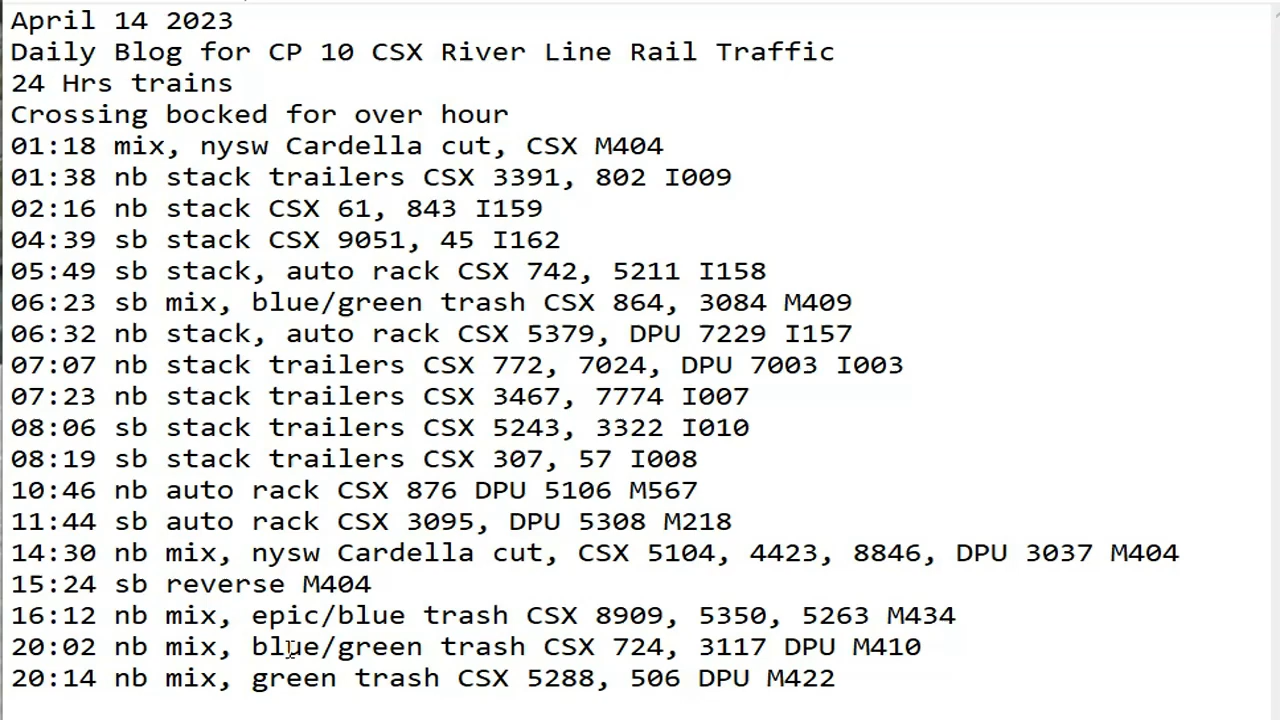 April 14 2023
Daily Blog for CP 10 CSX River Line Rail Traffic
24 Hrs trains
Crossing bocked for over hour
01:18 mix, nysw Cardella cut, CSX M404
01:38 nb stack trailers CSX 3391, 802 I009
02:16 nb stack CSX 61, 843 I159
04:39 sb stack CSX 9051, 45 I162
05:49 sb stack, auto rack CSX 742, 5211 I158
06:23 sb mix, blue/green trash CSX 864, 3084 M409
06:32 nb stack, auto rack CSX 5379, DPU 7229 I157
07:07 nb stack trailers CSX 772, 7024, DPU 7003 I003
07:23 nb stack trailers CSX 3467, 7774 I007
08:06 sb stack trailers CSX 5243, 3322 I010
08:19 sb stack trailers CSX 307, 57 I008
10:46 nb auto rack CSX 876 DPU 5106 M567
11:44 sb auto rack CSX 3095, DPU 5308 M218
14:30 nb mix, nysw Cardella cut, CSX 5104, 4423, 8846, DPU 3037 M404
15:24 sb reverse M404
16:12 nb mix, epic/blue trash CSX 8909, 5350, 5263 M434
20:02 nb mix, blue/green trash CSX 724, 3117 DPU M410
20:14 nb mix, green trash CSX 5288, 506 DPU M422